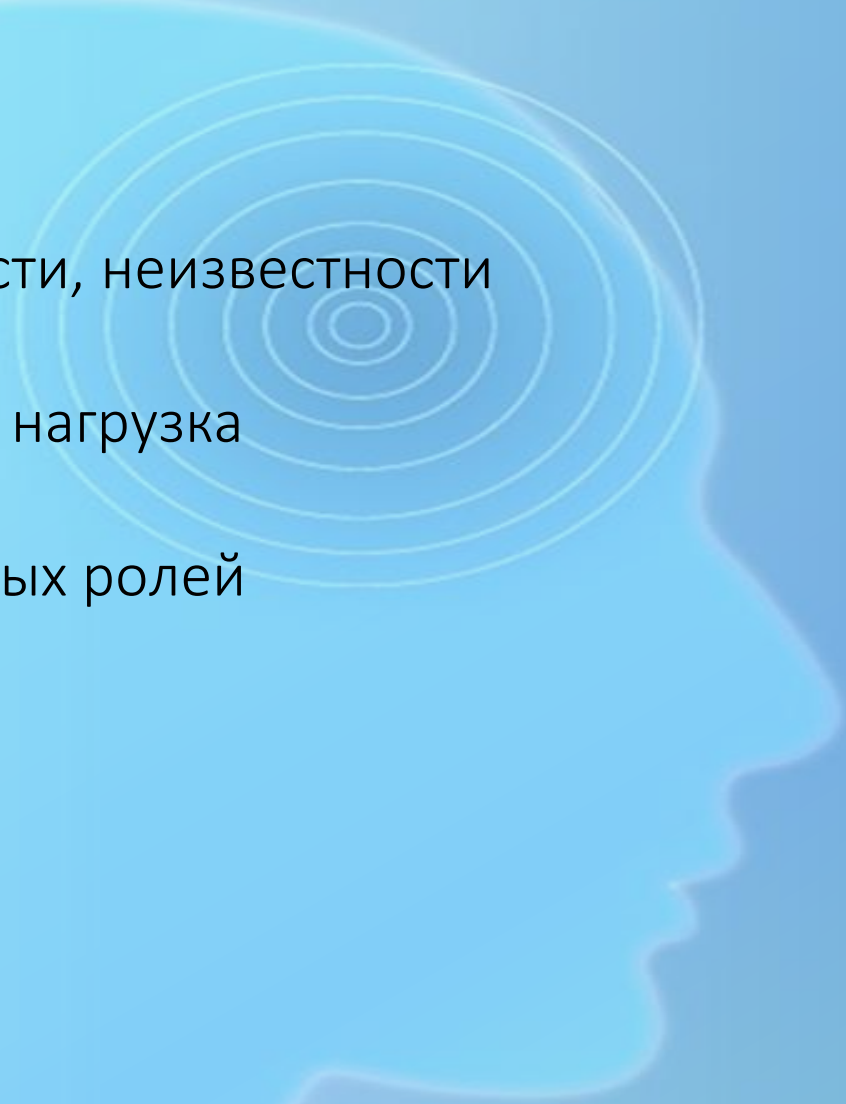 сти, неизвестности
нагрузка
ых ролей